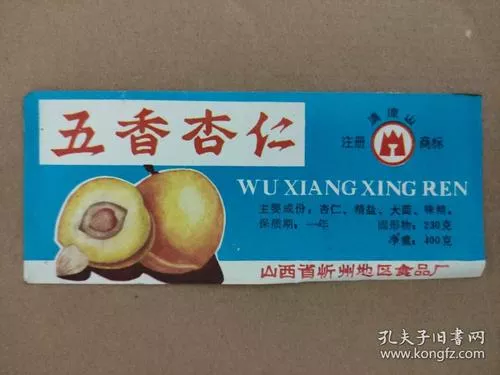 五香杏仁
清凉山
注册 商标
WU XIANG XING REN
主要成份：杏仁、精盐、大茴、味精。
保质期：一年 固形物：230克
净重：400克
山西省忻州地区食品厂
孔夫子旧书网
www.kongfz.com